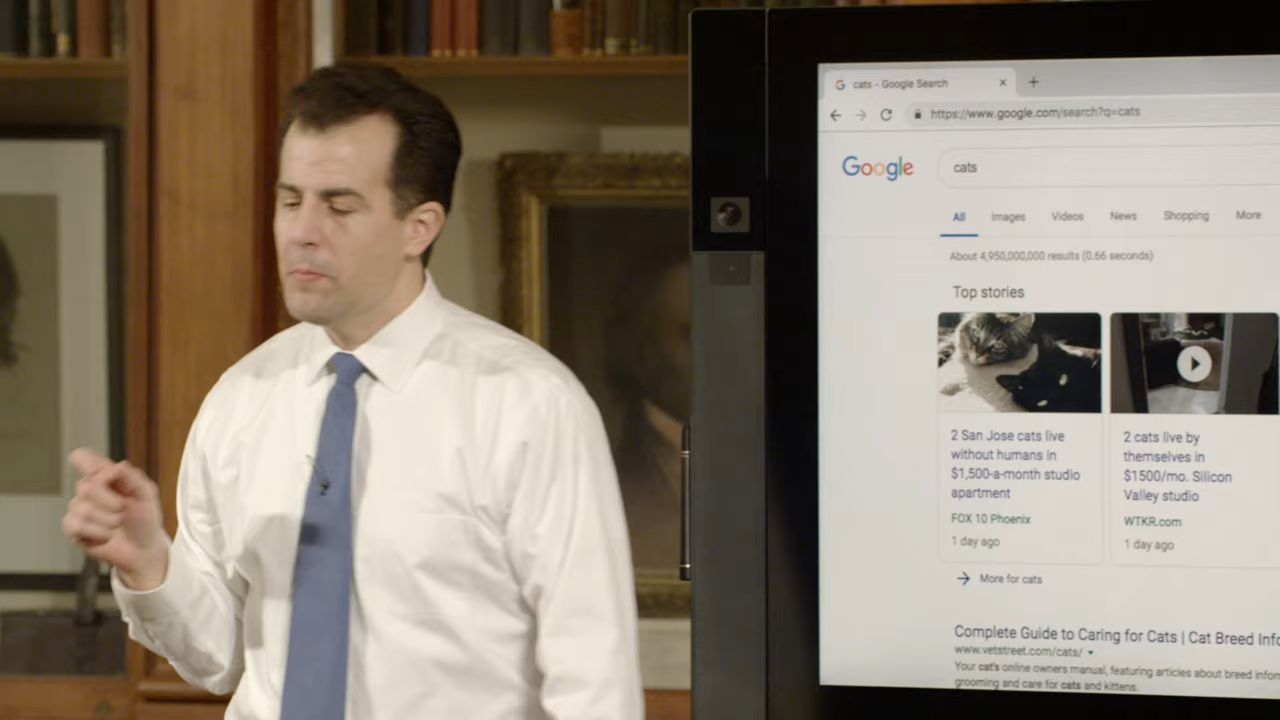 cats - Google Search
https://www.google.com/search?q=cats
Google
cats
All Images Videos News Shopping More
About 4,950,000,000 results (0.66 seconds)
Top stories
2 San Jose cats live
without humans in
$1,500-a-month studio
apartment
FOX 10 Phoenix
1 day ago
2 cats live by
themselves in
$1500/mo. Silicon
Valley studio
WTKR.com
1 day ago
More for cats
Complete Guide to Caring for Cats | Cat Breed Info
www.vetstreet.com/cats/
Your cat's online owners manual, featuring articles about breed infor
grooming and care for cats and kittens.